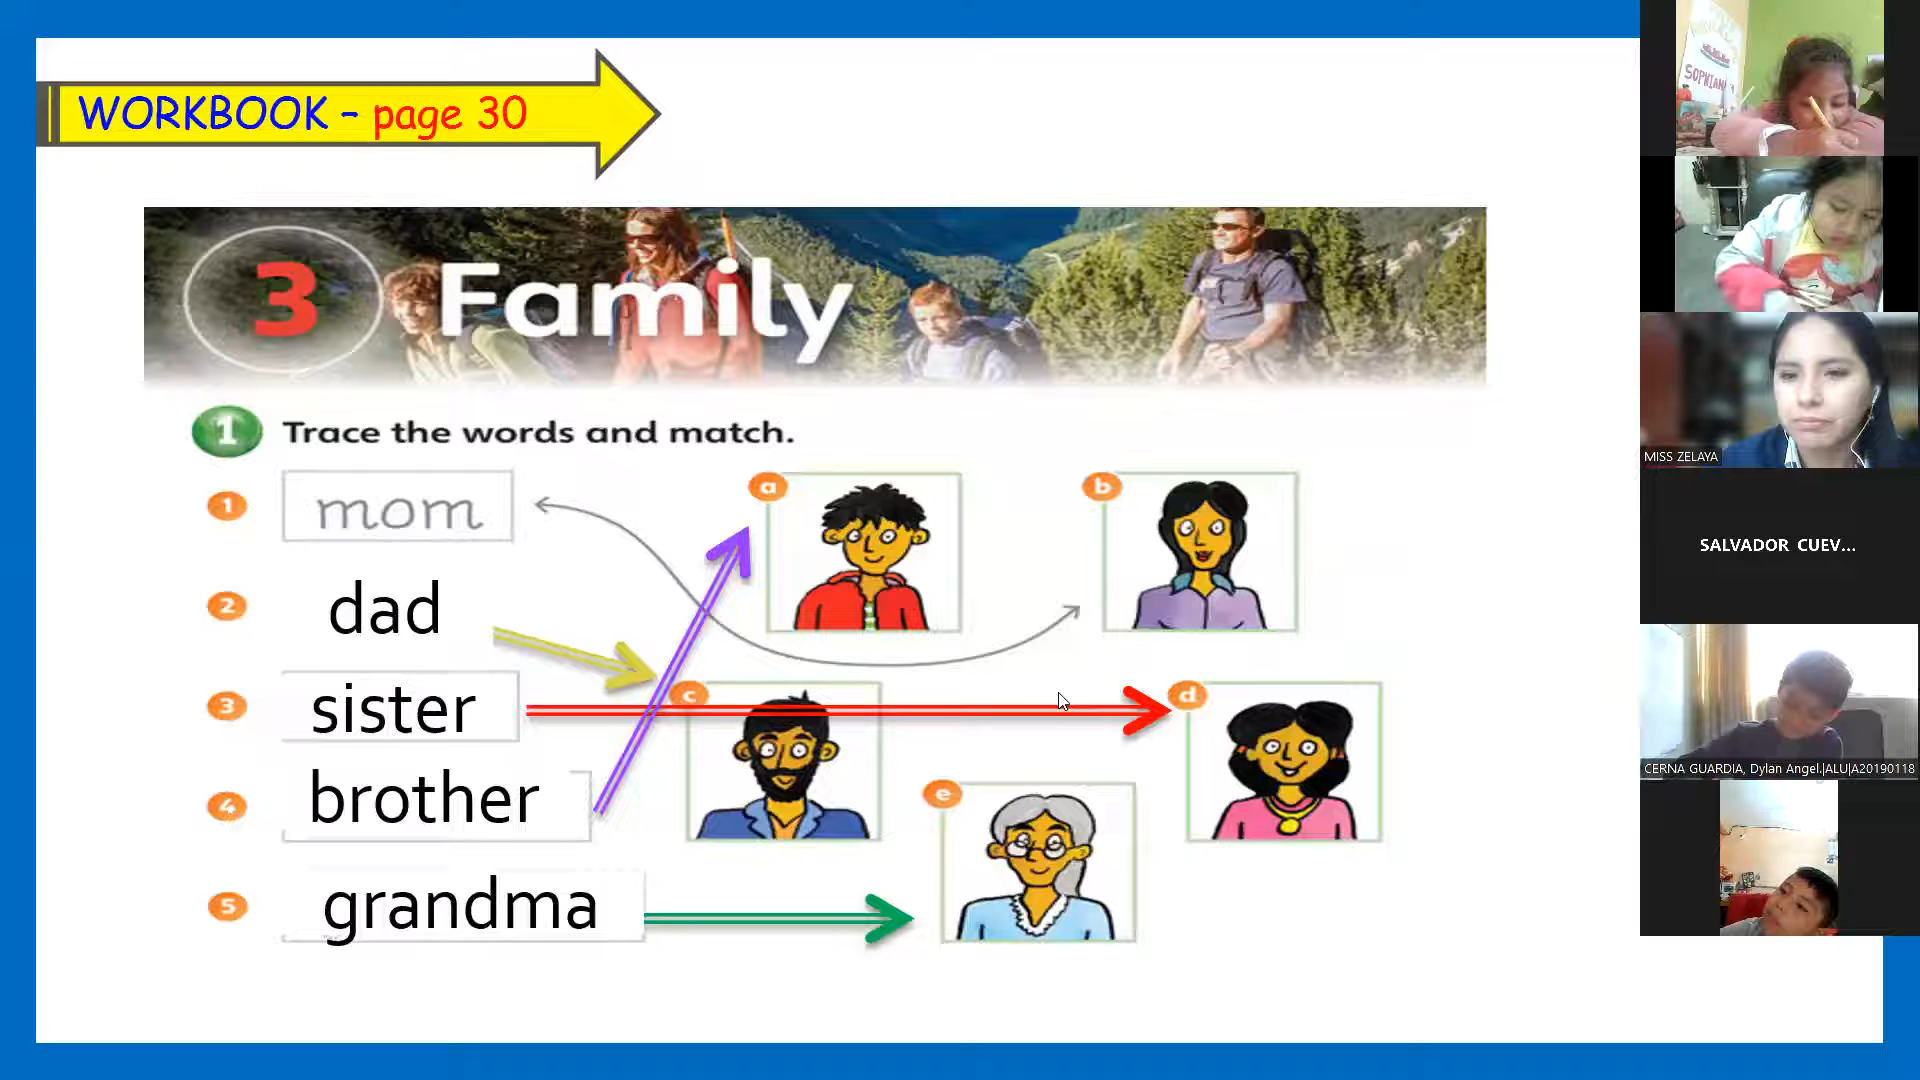 WORKBOOK – page 30
3 Family
1 Trace the words and match.
1 mom
2 dad
3 sister
4 brother
5 grandma
a
b
c
d
e
SOPHIANA
MISS ZELAYA
SALVADOR CUEV...
CERNA GUARDIA, Dylan Angel.|ALU|A20190118